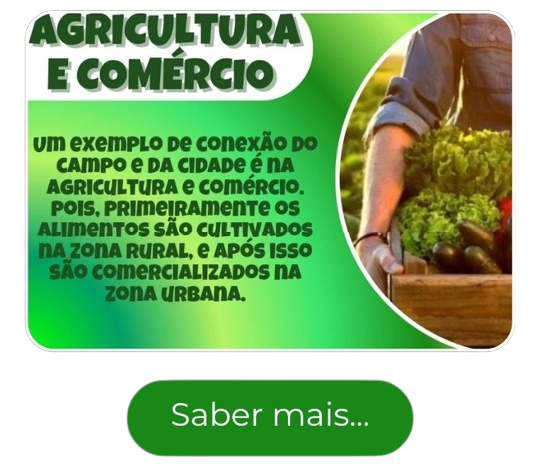 AGRICULTURA
E COMÉRCIO
UM EXEMPLO DE CONEXÃO DO
CAMPO E DA CIDADE É NA
AGRICULTURA E COMÉRCIO.
POIS, PRIMEIRAMENTE OS
ALIMENTOS SÃO CULTIVADOS
NA ZONA RURAL, E APÓS ISSO
SÃO COMERCIALIZADOS NA
ZONA URBANA.
Saber mais...